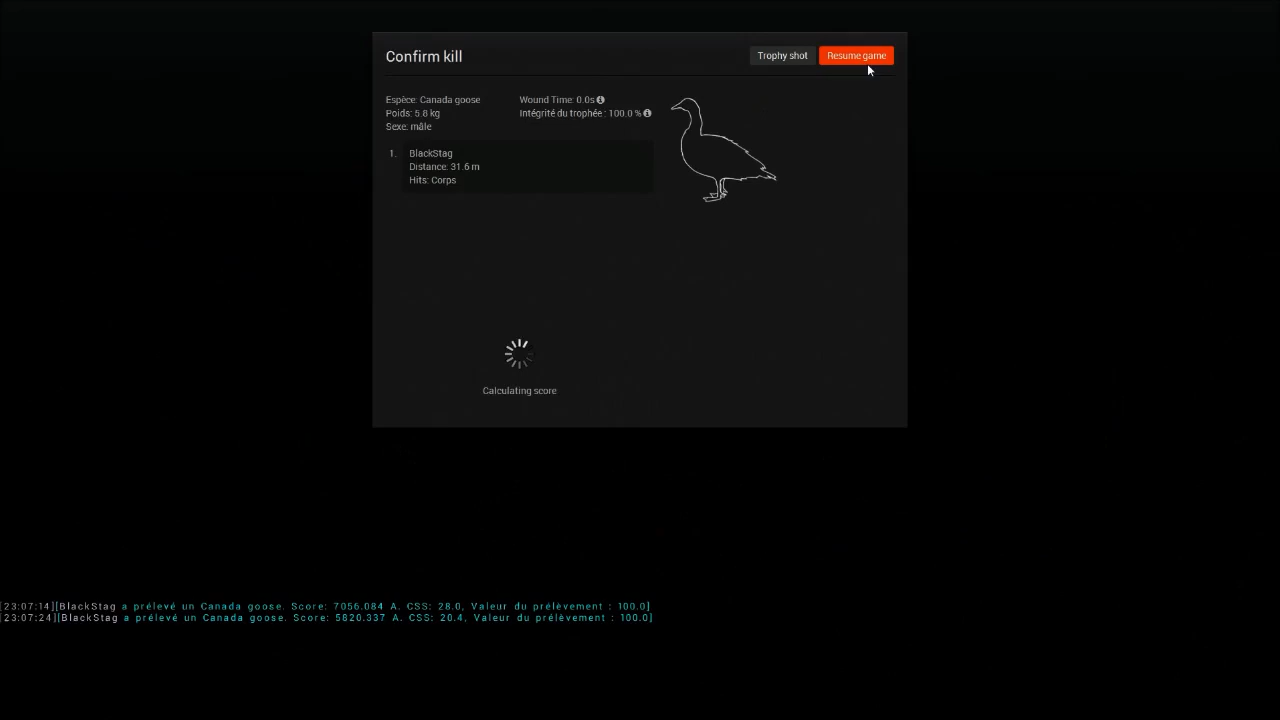 Confirm kill
Trophy shot
Resume game
Espèce: Canada goose
Poids: 5.8 kg
Sexe: mâle
Wound Time: 0.0s
Intégrité du trophée : 100.0 %
1.
BlackStag
Distance: 31.6 m
Hits: Corps
Calculating score
[23:07:14][BlackStag a prélevé un Canada goose. Score: 7056.084 A. CSS: 28.0, Valeur du prélèvement : 100.0]
[23:07:24][BlackStag a prélevé un Canada goose. Score: 5820.337 A. CSS: 20.4, Valeur du prélèvement : 100.0]